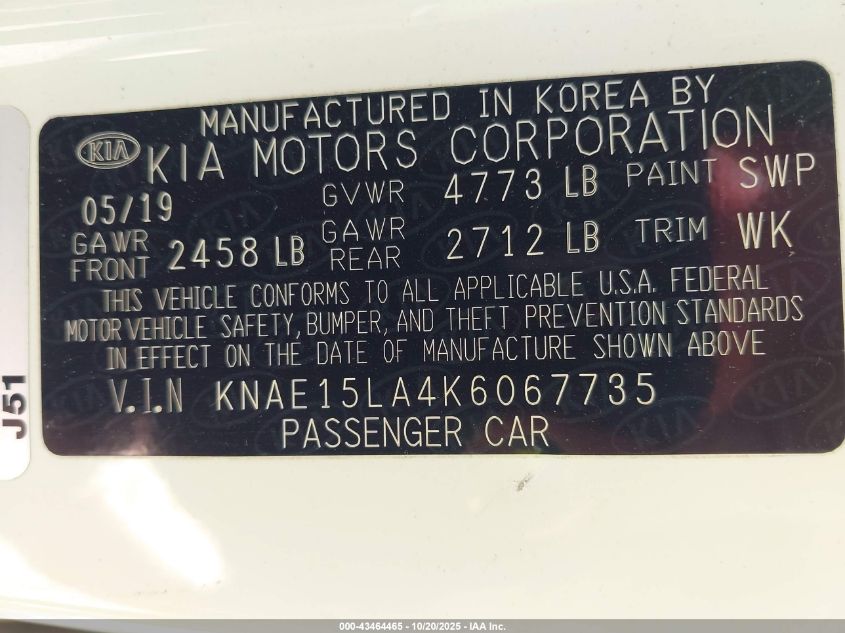 MANUFACTURED IN KOREA BY
KIA KIA MOTORS CORPORATION
05/19 GVWR 4773 LB PAINT SWP
GAWR FRONT 2458 LB GAWR REAR 2712 LB TRIM WK
THIS VEHICLE CONFORMS TO ALL APPLICABLE U.S.A. FEDERAL
MOTOR VEHICLE SAFETY, BUMPER, AND THEFT PREVENTION STANDARDS
IN EFFECT ON THE DATE OF MANUFACTURE SHOWN ABOVE
V.I.N KNAE15LA4K6067735
PASSENGER CAR
J51
000-43464465 - 10/20/2025 - IAA Inc.